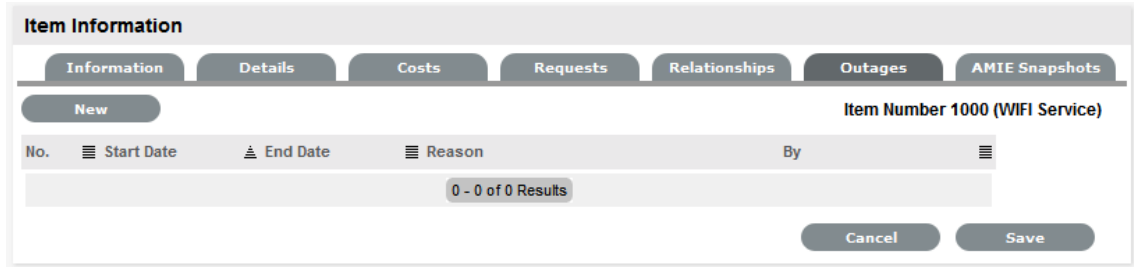 Item Information
Information Details Costs Requests Relationships Outages AMIE Snapshots
New Item Number 1000 (WIFI Service)
No. Start Date End Date Reason By
0 - 0 of 0 Results
Cancel Save